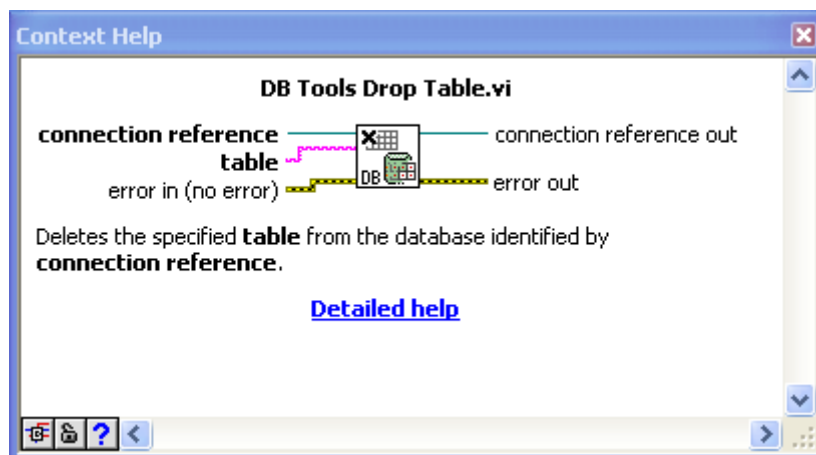 Context Help
DB Tools Drop Table.vi
connection reference
connection reference out
table
DB
error in (no error)
error out
Deletes the specified table from the database identified by
connection reference.
Detailed help
?